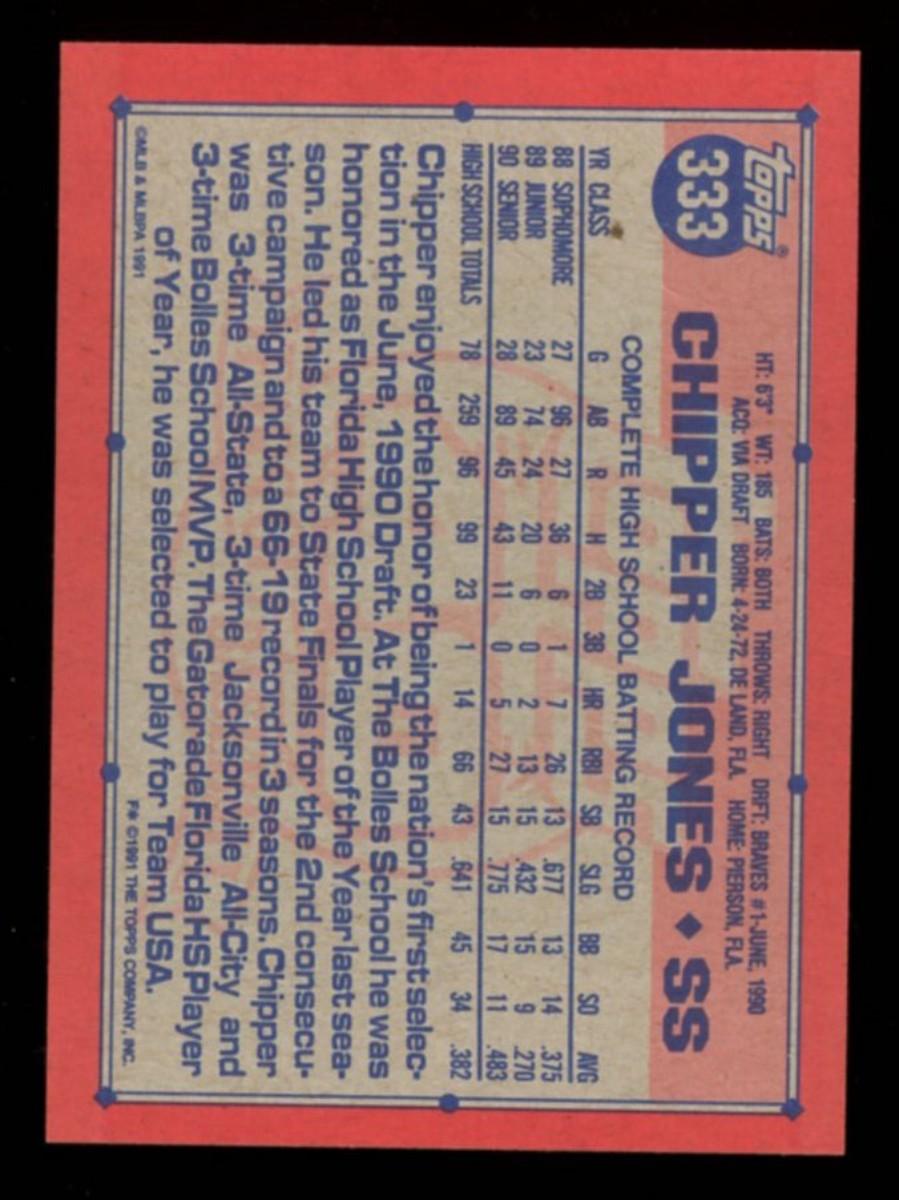 topps®
333
HT: 6'3" WT: 185 BATS: BOTH THROWS: RIGHT DRFT: BRAVES #1-JUNE, 1990
ACQ: VIA DRAFT BORN: 4-24-72, DE LAND, FLA. HOME: PIERSON, FLA.
CHIPPER JONES ♦ SS
COMPLETE HIGH SCHOOL BATTING RECORD
YR CLASS G AB R H 2B 3B HR RBI SB SLG BB SO AVG
88 SOPHOMORE 27 96 27 36 6 1 7 26 13 .677 13 14 .375
89 JUNIOR 23 74 24 20 6 0 2 13 15 .432 15 9 .270
90 SENIOR 28 89 45 43 11 0 5 27 15 .775 17 11 .483
HIGH SCHOOL TOTALS 78 259 96 99 23 1 14 66 43 .641 45 34 .382
Chipper enjoyed the honor of being the nation's first selec-
tion in the June, 1990 Draft. At The Bolles School he was
honored as Florida High School Player of the Year last sea-
son. He led his team to State Finals for the 2nd consecu-
tive campaign and to a 66-19 record in 3 seasons. Chipper
was 3-time All-State, 3-time Jacksonville All-City and
3-time Bolles School MVP. The Gatorade Florida HS Player
of Year, he was selected to play for Team USA.
©MLB & MLBPA 1991
F# ©1991 THE TOPPS COMPANY, INC.